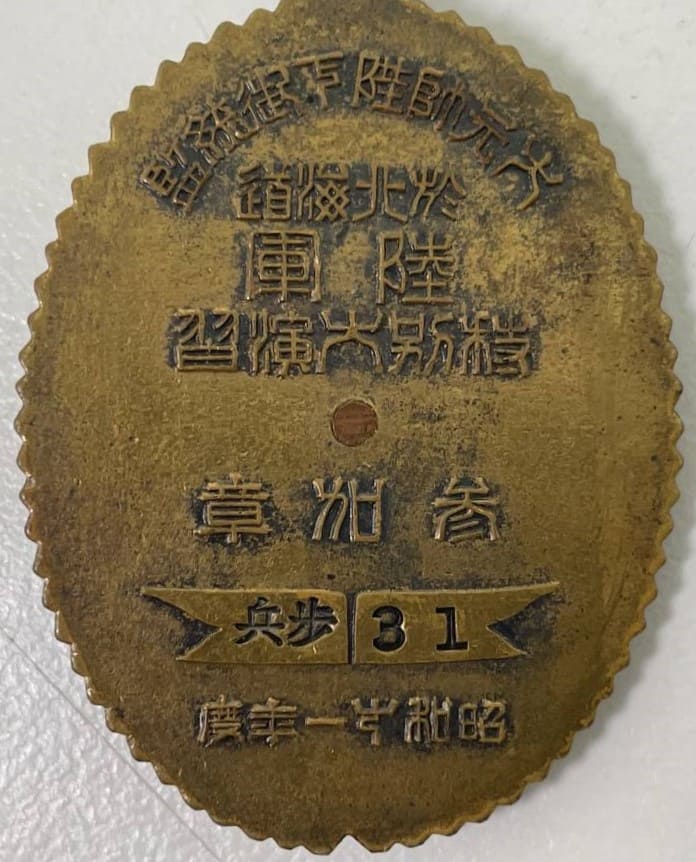 大元帥陛下御統監
於北海道
陸軍
特別大演習
参加章
31 歩兵
昭和十一年度